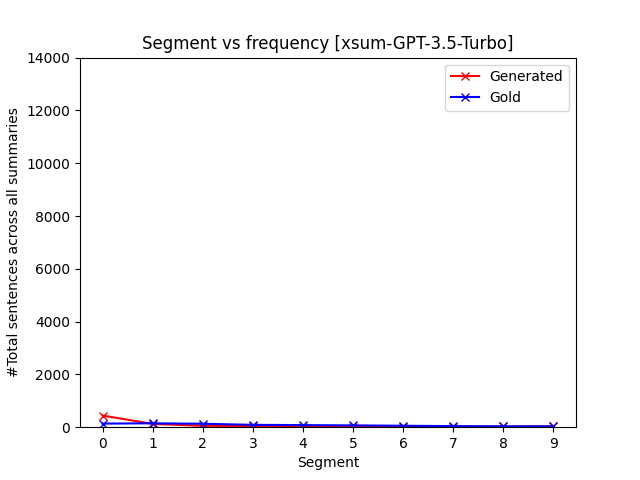 Segment vs frequency [xsum-GPT-3.5-Turbo]
Generated
Gold
#Total sentences across all summaries
14000
12000
10000
8000
6000
4000
2000
0
0 1 2 3 4 5 6 7 8 9
Segment